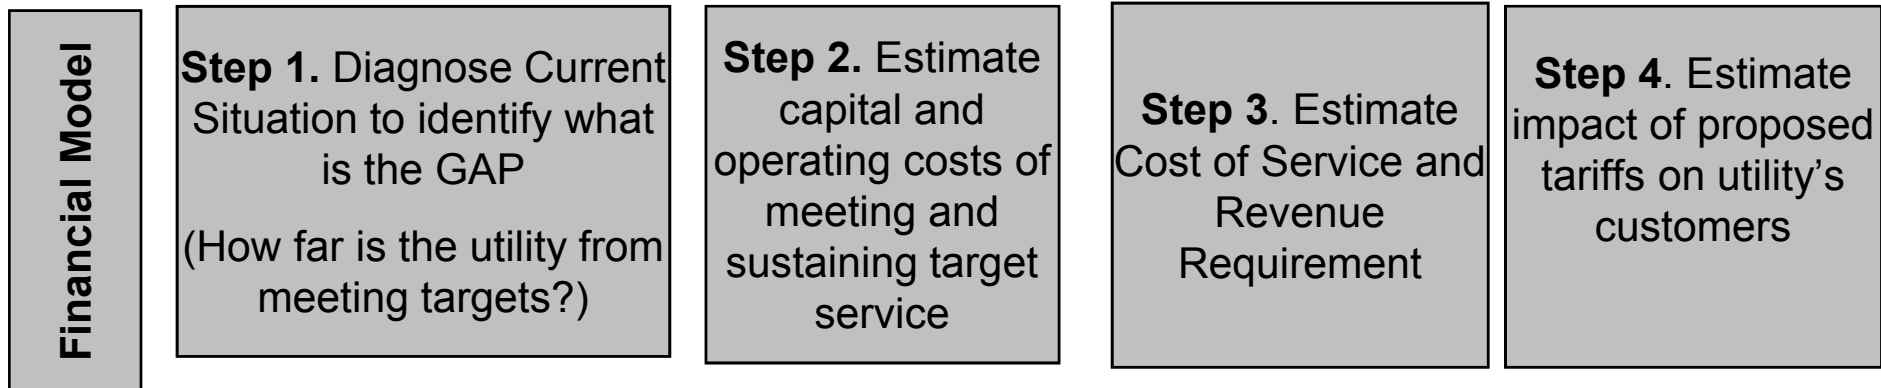 Financial Model
Step 1. Diagnose Current
Situation to identify what
is the GAP
(How far is the utility from
meeting targets?)
Step 2. Estimate
capital and
operating costs of
meeting and
sustaining target
service
Step 3. Estimate
Cost of Service and
Revenue
Requirement
Step 4. Estimate
impact of proposed
tariffs on utility’s
customers